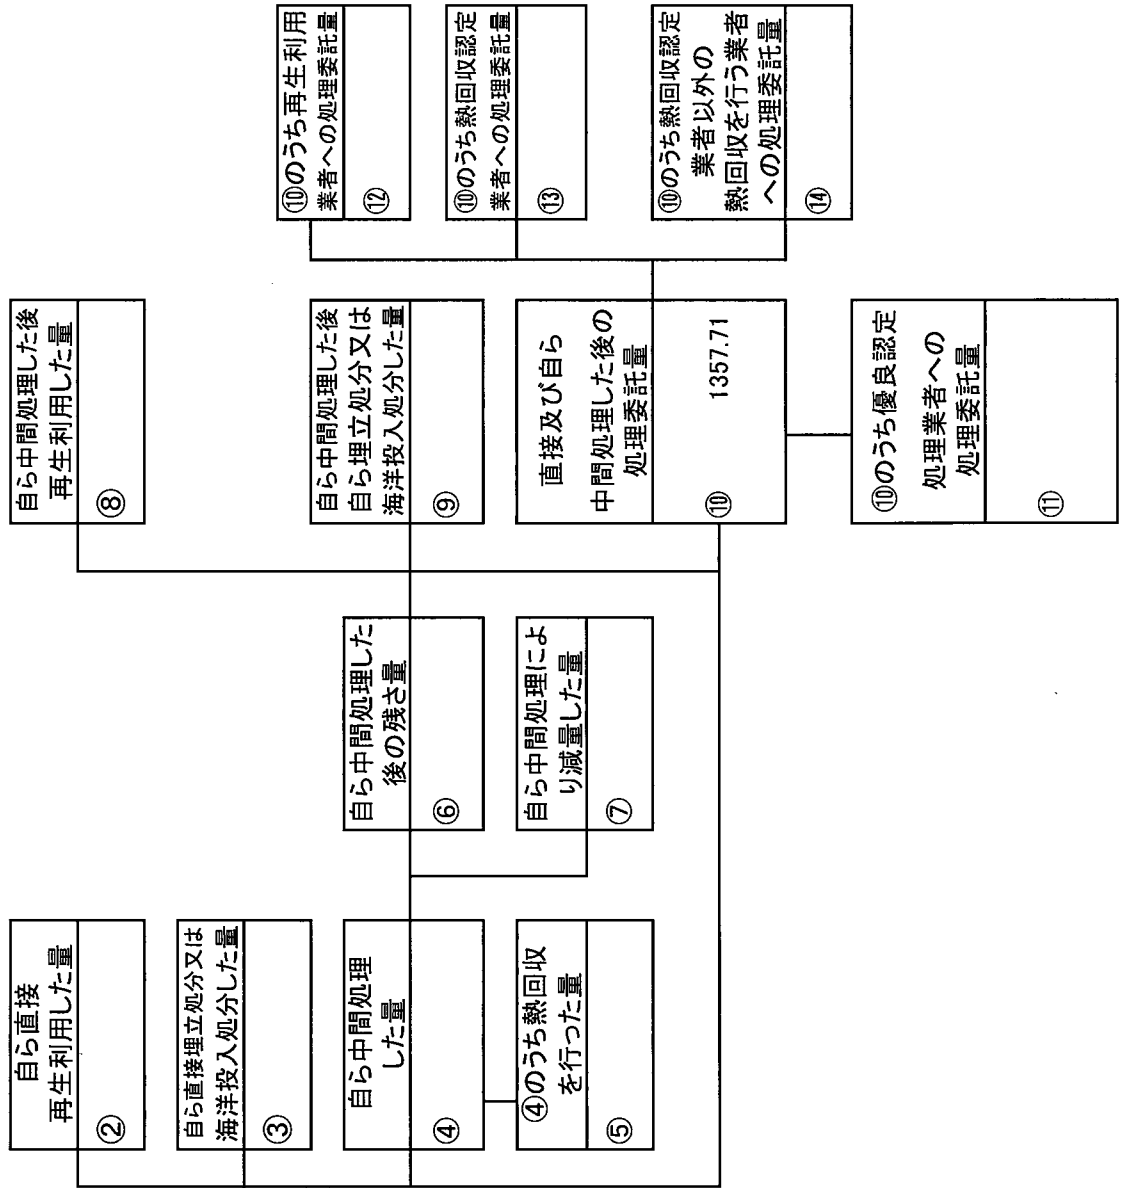 自ら直接
再生利用した量
②
自ら直接埋立処分又は
海洋投入処分した量
③
自ら中間処理
した量
④
④のうち熱回収
を行った量
⑤
自ら中間処理した
後の残さ量
⑥
自ら中間処理によ
り減量した量
⑦
自ら中間処理した後
再生利用した量
⑧
自ら中間処理した後
自ら埋立処分又は
海洋投入処分した量
⑨
直接及び自ら
中間処理した後の
処理委託量
⑩ 1357.71
⑩のうち優良認定
処理業者への
処理委託量
⑪
⑩のうち再生利用
業者への処理委託量
⑫
⑩のうち熱回収認定
業者への処理委託量
⑬
⑩のうち熱回収認定
業者以外の
熱回収を行う業者
への処理委託量
⑭